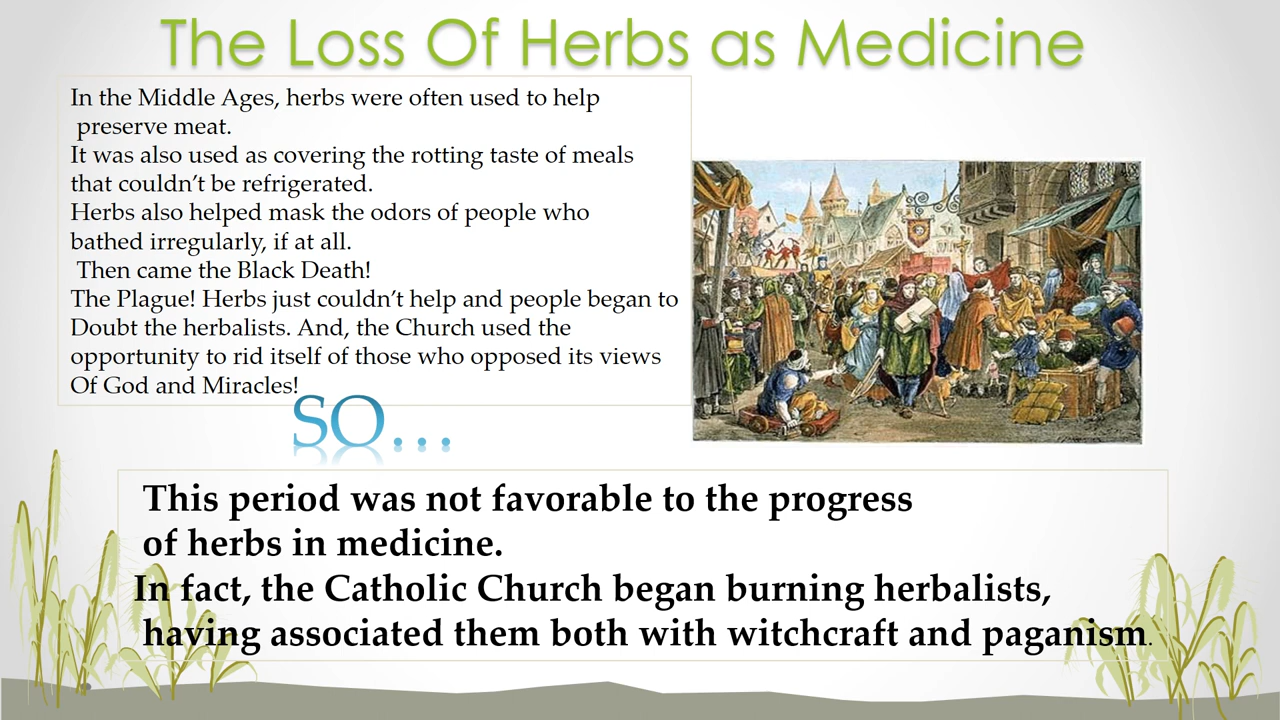 The Loss Of Herbs as Medicine
In the Middle Ages, herbs were often used to help
preserve meat.
It was also used as covering the rotting taste of meals
that couldn’t be refrigerated.
Herbs also helped mask the odors of people who
bathed irregularly, if at all.
Then came the Black Death!
The Plague! Herbs just couldn’t help and people began to
Doubt the herbalists. And, the Church used the
opportunity to rid itself of those who opposed its views
Of God and Miracles!
SO…
This period was not favorable to the progress
of herbs in medicine.
In fact, the Catholic Church began burning herbalists,
having associated them both with witchcraft and paganism.